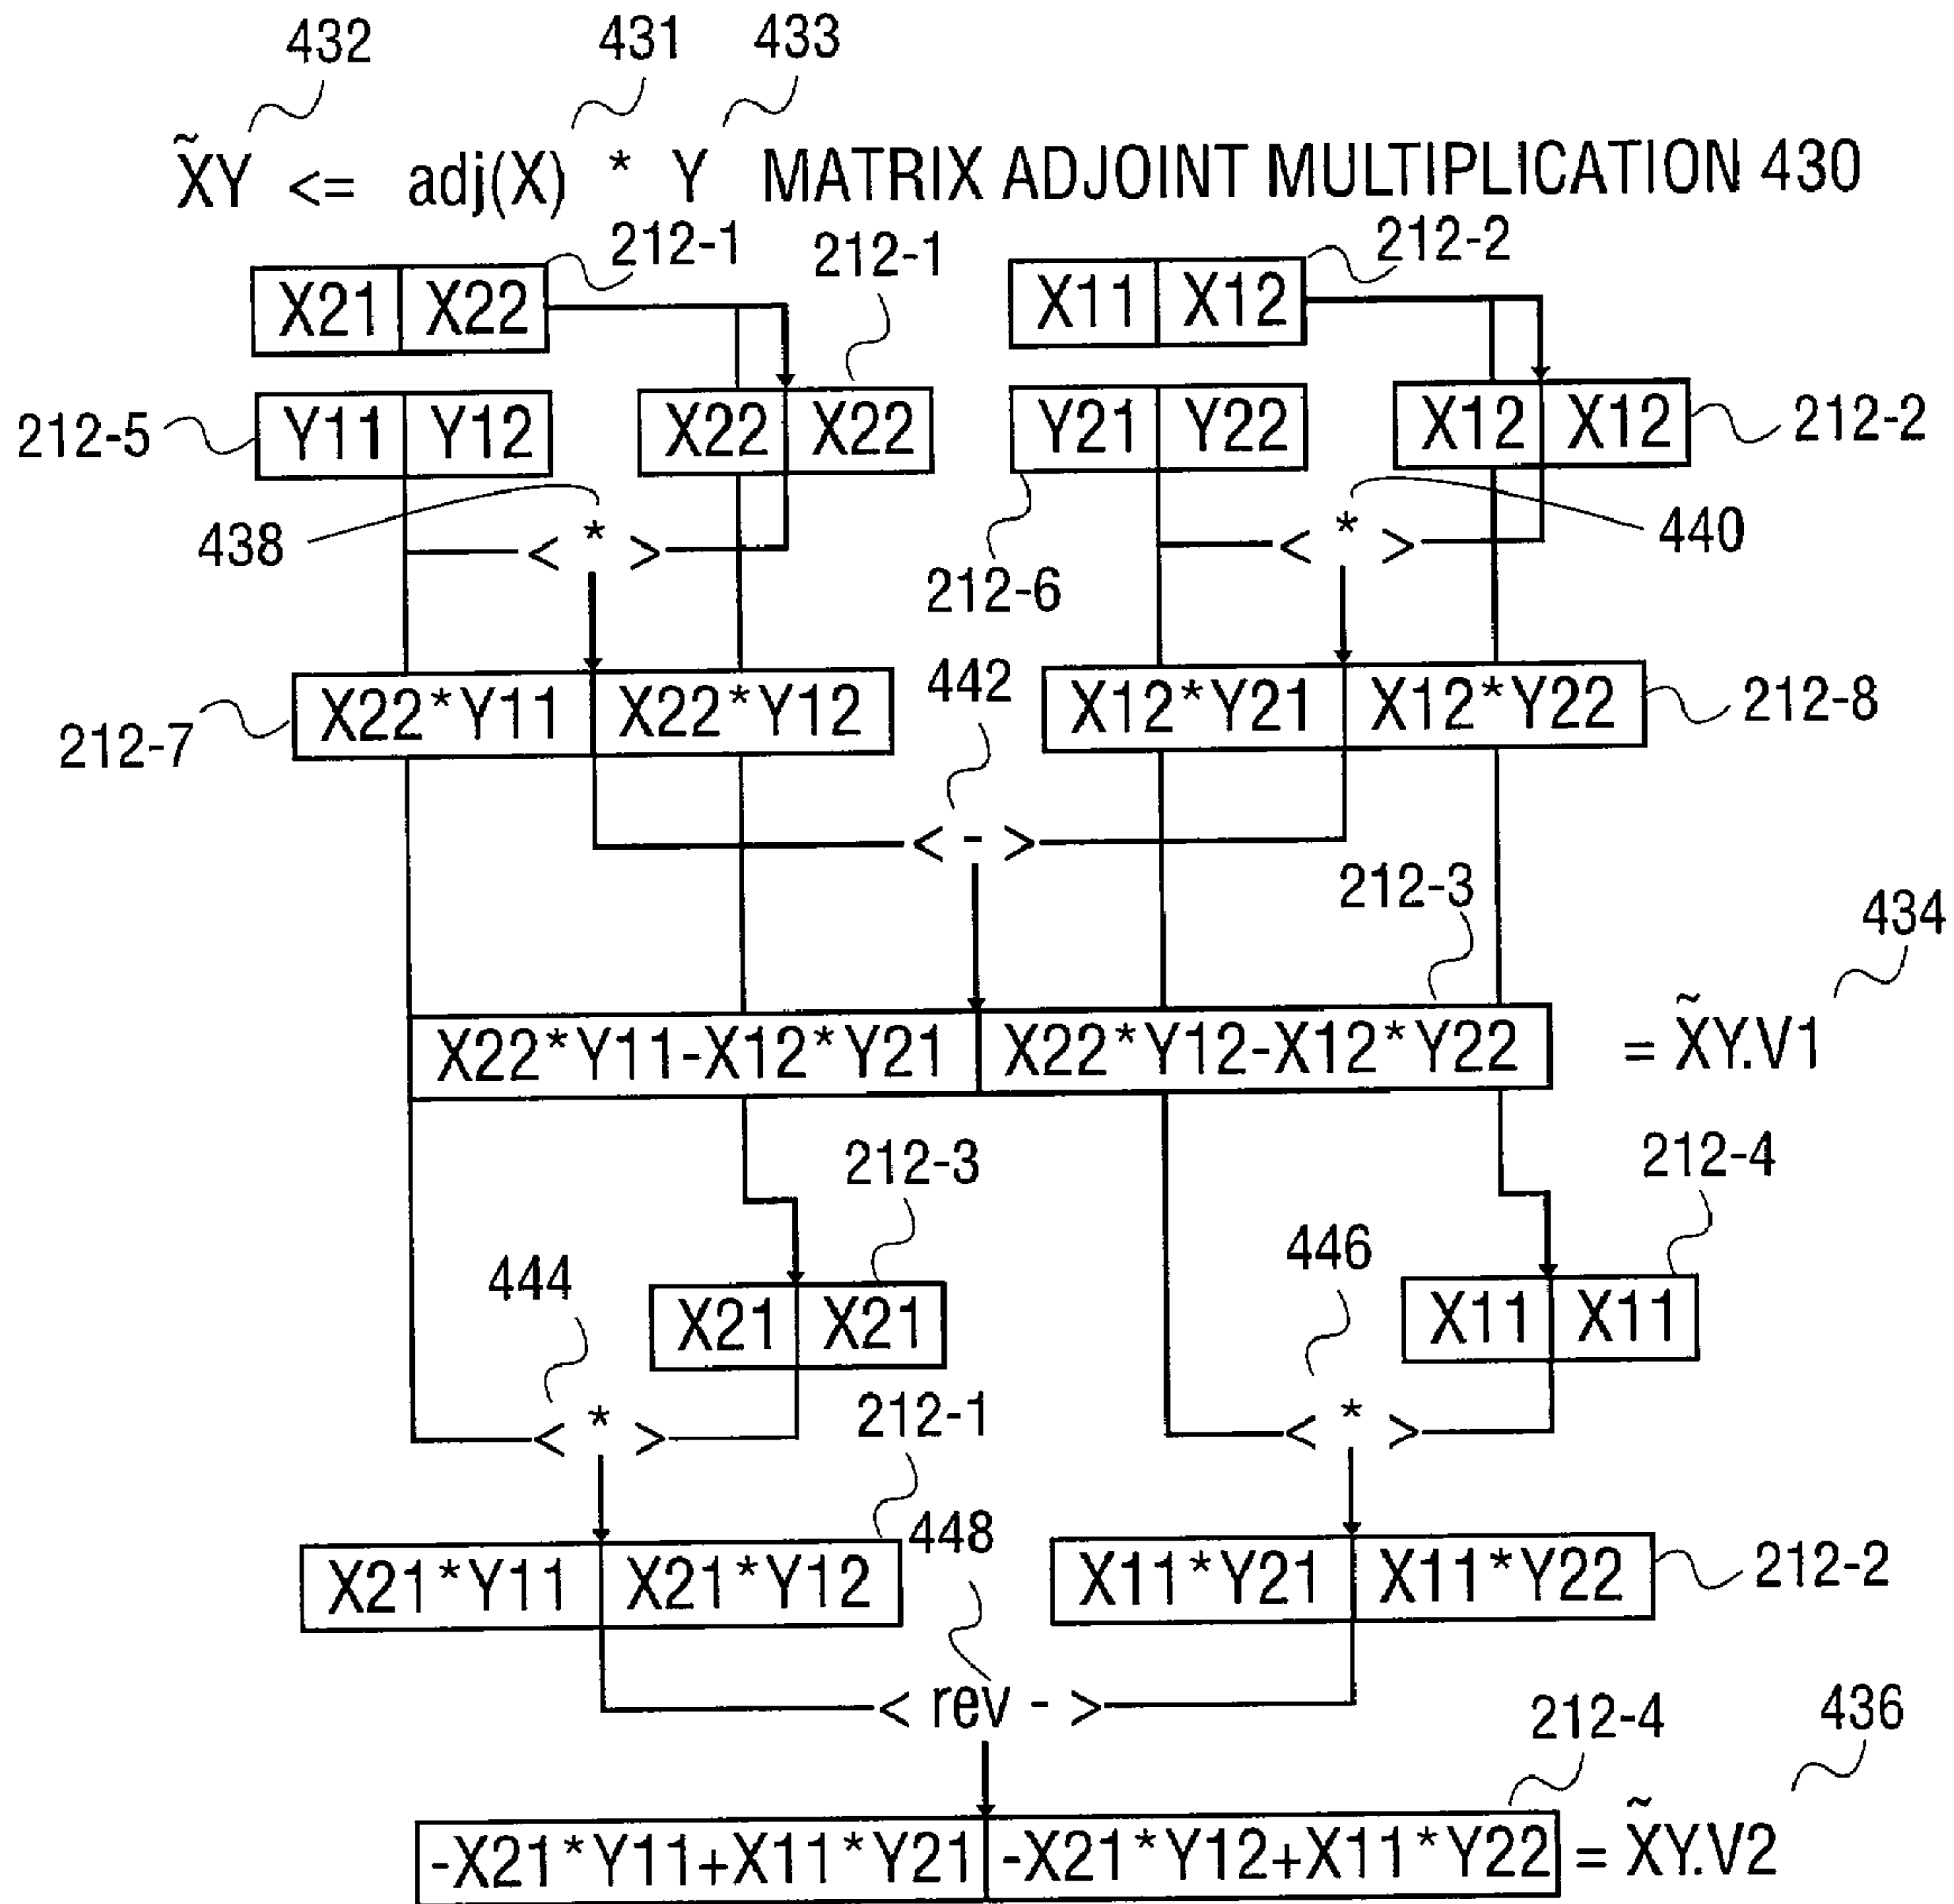 432 431 433
X̃Y <= adj(X) * Y MATRIX ADJOINT MULTIPLICATION 430
212-1 212-1 212-2
X21 X22 X11 X12
212-5 Y11 Y12 X22 X22 Y21 Y22 X12 X12 212-2
438 < * > < * > 440
212-6
442
212-7 X22*Y11 X22*Y12 X12*Y21 X12*Y22 212-8
< - >
212-3 434
X22*Y11-X12*Y21 X22*Y12-X12*Y22 = X̃Y.V1
212-3 212-4
444 446
X21 X21 X11 X11
< * > 212-1 < * >
448
X21*Y11 X21*Y12 X11*Y21 X11*Y22 212-2
< rev - >
212-4 436
-X21*Y11+X11*Y21 -X21*Y12+X11*Y22 = X̃Y.V2